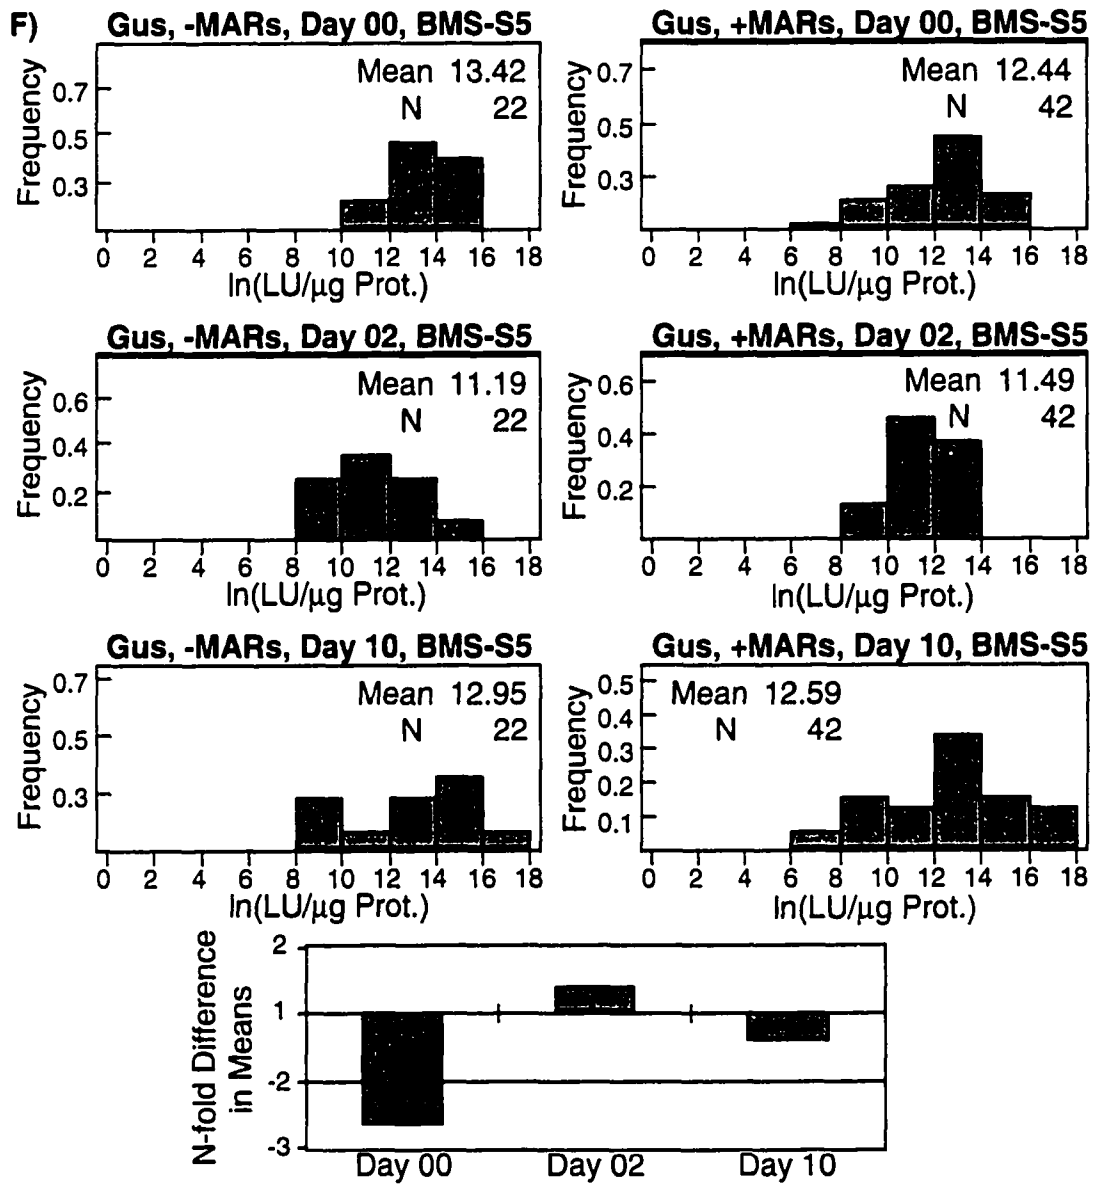 F)
Gus, -MARs, Day 00, BMS-S5
Mean 13.42
N 22
Frequency
0.7
0.5
0.3
0 2 4 6 8 10 12 14 16 18
ln(LU/µg Prot.)
Gus, +MARs, Day 00, BMS-S5
Mean 12.44
N 42
Frequency
0.7
0.5
0.3
0 2 4 6 8 10 12 14 16 18
ln(LU/µg Prot.)
Gus, -MARs, Day 02, BMS-S5
Mean 11.19
N 22
Frequency
0.6
0.4
0.2
0 2 4 6 8 10 12 14 16 18
ln(LU/µg Prot.)
Gus, +MARs, Day 02, BMS-S5
Mean 11.49
N 42
Frequency
0.6
0.4
0.2
0 2 4 6 8 10 12 14 16 18
ln(LU/µg Prot.)
Gus, -MARs, Day 10, BMS-S5
Mean 12.95
N 22
Frequency
0.7
0.5
0.3
0 2 4 6 8 10 12 14 16 18
ln(LU/µg Prot.)
Gus, +MARs, Day 10, BMS-S5
Mean 12.59
N 42
Frequency
0.5
0.4
0.3
0.2
0.1
0 2 4 6 8 10 12 14 16 18
ln(LU/µg Prot.)
N-fold Difference
in Means
2
1
-2
-3
Day 00 Day 02 Day 10